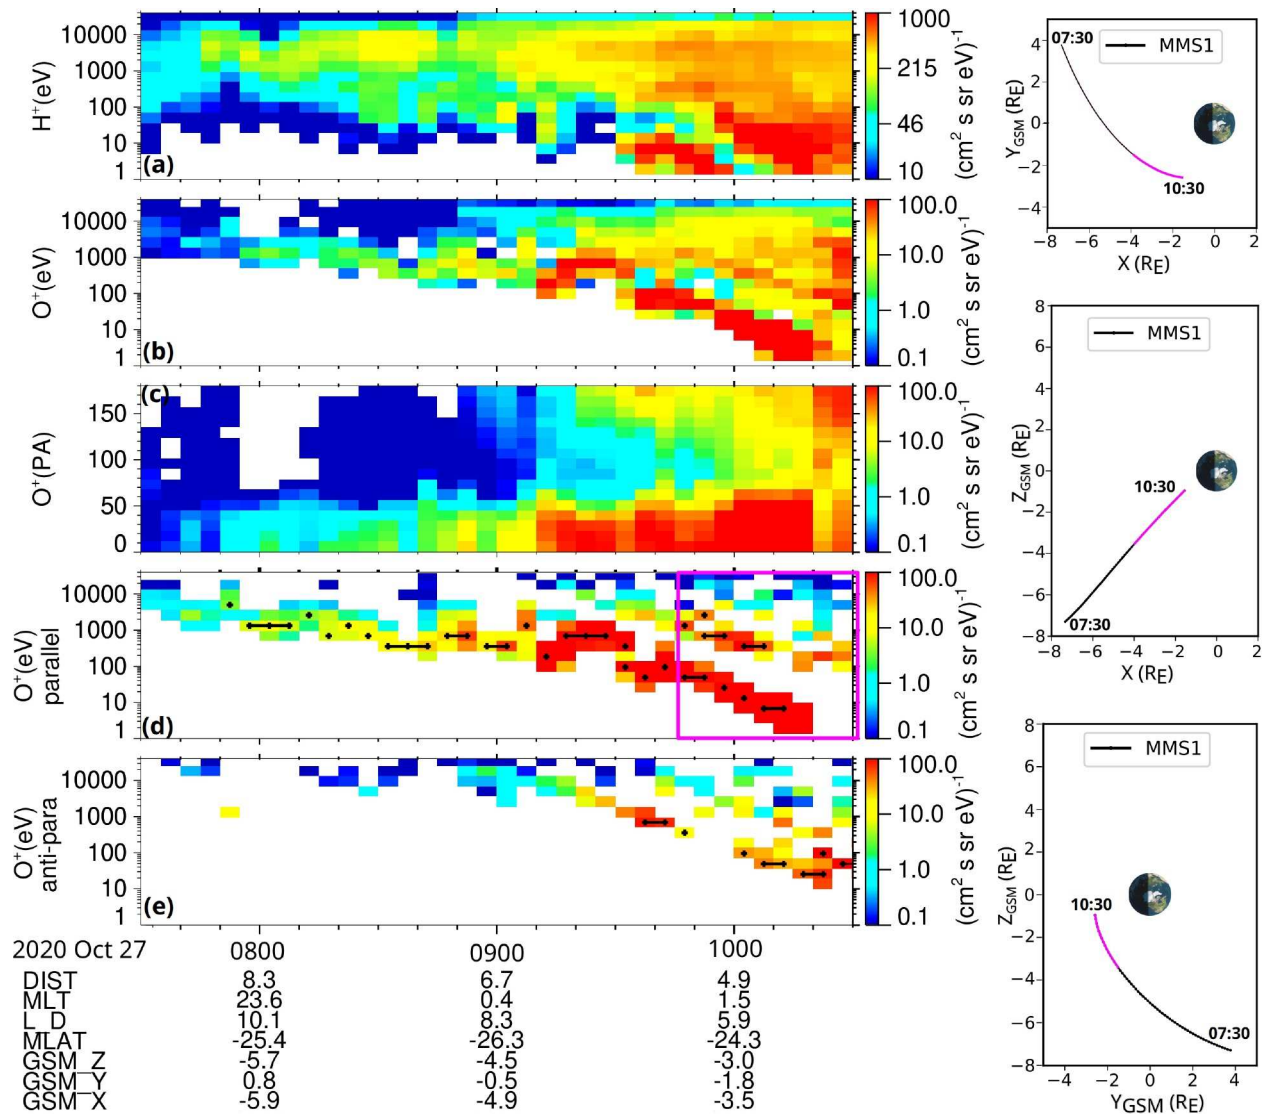 H⁺(eV)
10000
1000
100
10
1
(a)
1000
215
46
10
(cm² s sr eV)⁻¹
O⁺(eV)
10000
1000
100
10
1
(b)
100.0
10.0
1.0
0.1
(cm² s sr eV)⁻¹
O⁺(PA)
150
100
50
0
(c)
100.0
10.0
1.0
0.1
(cm² s sr eV)⁻¹
O⁺(eV)
parallel
10000
1000
100
10
1
(d)
100.0
10.0
1.0
0.1
(cm² s sr eV)⁻¹
O⁺(eV)
anti-para
10000
1000
100
10
1
(e)
100.0
10.0
1.0
0.1
(cm² s sr eV)⁻¹
2020 Oct 27 0800 0900 1000
DIST 8.3 6.7 4.9
MLT 23.6 0.4 1.5
L_D 10.1 8.3 5.9
MLAT -25.4 -26.3 -24.3
GSM_Z -5.7 -4.5 -3.0
GSM_Y 0.8 -0.5 -1.8
GSM_X -5.9 -4.9 -3.5
MMS1
07:30
10:30
Y_GSM (R_E)
4
2
0
−2
−4
−8 −6 −4 −2 0 2
X (R_E)
MMS1
10:30
07:30
Z_GSM (R_E)
8
6
4
2
0
−2
−4
−6
−8
−8 −6 −4 −2 0 2
X (R_E)
MMS1
10:30
07:30
Z_GSM (R_E)
8
6
4
2
0
−2
−4
−6
−8
−4 −2 0 2 4
Y_GSM (R_E)